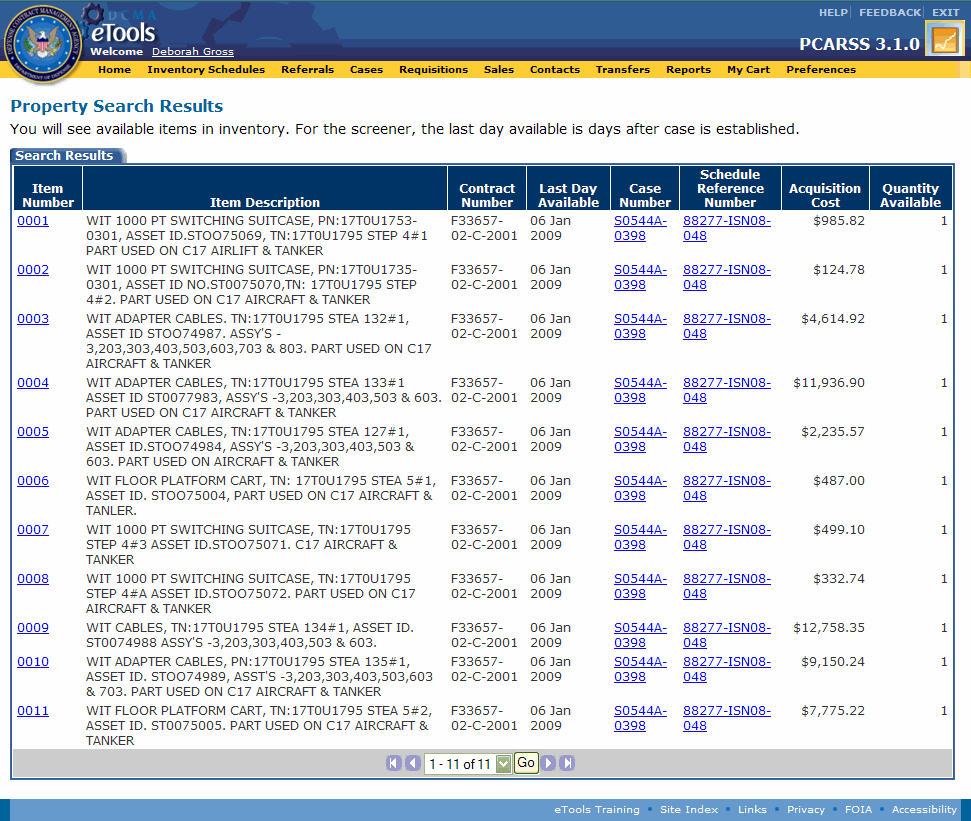 HELP | FEEDBACK | EXIT
DCMA
eTools
Welcome Deborah Gross
PCARSS 3.1.0
DEFENSE CONTRACT MANAGEMENT AGENCY
DEPARTMENT OF DEFENSE
Home Inventory Schedules Referrals Cases Requisitions Sales Contacts Transfers Reports My Cart Preferences
Property Search Results
You will see available items in inventory. For the screener, the last day available is days after case is established.
Search Results
Item Number Item Description Contract Number Last Day Available Case Number Schedule Reference Number Acquisition Cost Quantity Available
0001 WIT 1000 PT SWITCHING SUITCASE, PN:17T0U1753- F33657- 06 Jan S0544A- 88277-ISN08- $985.82 1
0301, ASSET ID.STOO75069, TN:17T0U1795 STEP 4#1 02-C-2001 2009 0398 048
PART USED ON C17 AIRLIFT & TANKER
0002 WIT 1000 PT SWITCHING SUITCASE, PN:17T0U1735- F33657- 06 Jan S0544A- 88277-ISN08- $124.78 1
0301, ASSET ID NO.ST0075070,TN: 17T0U1795 STEP 02-C-2001 2009 0398 048
4#2. PART USED ON C17 AIRCRAFT & TANKER
0003 WIT ADAPTER CABLES. TN:17T0U1795 STEA 132#1, F33657- 06 Jan S0544A- 88277-ISN08- $4,614.92 1
ASSET ID STOO74987. ASSY'S - 02-C-2001 2009 0398 048
3,203,303,403,503,603,703 & 803. PART USED ON C17
AIRCRAFT & TANKER
0004 WIT ADAPTER CABLES, TN:17T0U1795 STEA 133#1 F33657- 06 Jan S0544A- 88277-ISN08- $11,936.90 1
ASSET ID ST0077983, ASSY'S -3,203,303,403,503 & 603. 02-C-2001 2009 0398 048
PART USED ON C17 AIRCRAFT & TANKER
0005 WIT ADAPTER CABLES, TN:17T0U1795 STEA 127#1, F33657- 06 Jan S0544A- 88277-ISN08- $2,235.57 1
ASSET ID.STOO74984, ASSY'S -3,203,303,403,503 & 02-C-2001 2009 0398 048
603. PART USED ON AIRCRAFT & TANKER
0006 WIT FLOOR PLATFORM CART, TN: 17T0U1795 STEA 5#1, F33657- 06 Jan S0544A- 88277-ISN08- $487.00 1
ASSET ID. STOO75004, PART USED ON C17 AIRCRAFT & 02-C-2001 2009 0398 048
TANLER.
0007 WIT 1000 PT SWITCHING SUITCASE, TN:17T0U1795 F33657- 06 Jan S0544A- 88277-ISN08- $499.10 1
STEP 4#3 ASSET ID.STOO75071. C17 AIRCRAFT & 02-C-2001 2009 0398 048
TANKER
0008 WIT 1000 PT SWITCHING SUITCASE, TN:17T0U1795 F33657- 06 Jan S0544A- 88277-ISN08- $332.74 1
STEP 4#A ASSET ID.STOO75072. PART USED ON C17 02-C-2001 2009 0398 048
AIRCRAFT & TANKER
0009 WIT CABLES, TN:17T0U1795 STEA 134#1, ASSET ID. F33657- 06 Jan S0544A- 88277-ISN08- $12,758.35 1
ST0074988 ASSY'S -3,203,303,403,503 & 603. 02-C-2001 2009 0398 048
0010 WIT ADAPTER CABLES, PN:17T0U1795 STEA 135#1, F33657- 06 Jan S0544A- 88277-ISN08- $9,150.24 1
ASSET ID. STOO74989, ASST'S -3,203,303,403,503,603 02-C-2001 2009 0398 048
& 703. PART USED ON C17 AIRCRAFT & TANKER
0011 WIT FLOOR PLATFORM CART, TN:17T0U1795 STEA 5#2, F33657- 06 Jan S0544A- 88277-ISN08- $7,775.22 1
ASSET ID. ST0075005. PART USED ON C17 AIRCRAFT & 02-C-2001 2009 0398 048
TANKER
1 - 11 of 11 Go
eTools Training • Site Index • Links • Privacy • FOIA • Accessibility